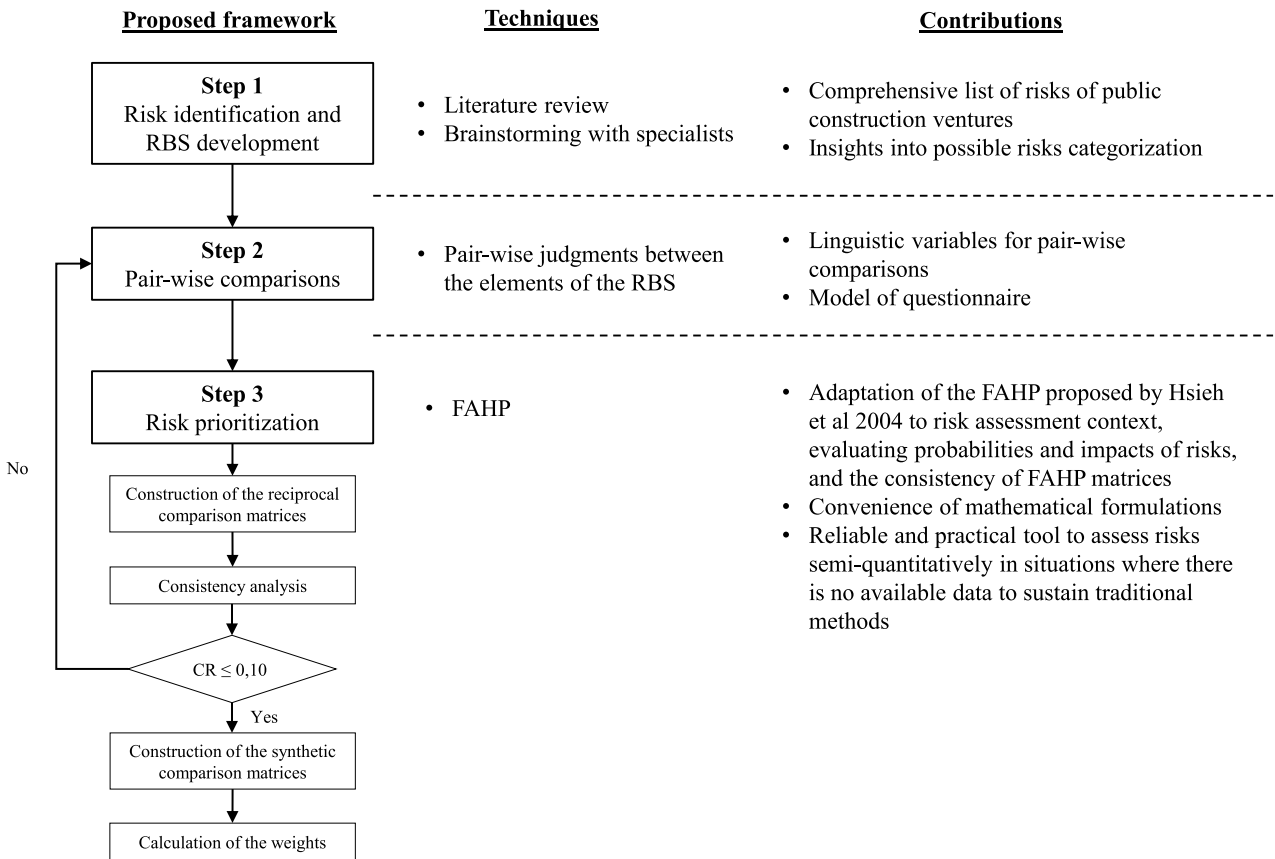 Proposed framework
Techniques
Contributions
Step 1
Risk identification and
RBS development
• Literature review
• Brainstorming with specialists
• Comprehensive list of risks of public
construction ventures
• Insights into possible risks categorization
Step 2
Pair-wise comparisons
• Pair-wise judgments between
the elements of the RBS
• Linguistic variables for pair-wise
comparisons
• Model of questionnaire
Step 3
Risk prioritization
• FAHP
• Adaptation of the FAHP proposed by Hsieh
et al 2004 to risk assessment context,
evaluating probabilities and impacts of risks,
and the consistency of FAHP matrices
• Convenience of mathematical formulations
• Reliable and practical tool to assess risks
semi-quantitatively in situations where there
is no available data to sustain traditional
methods
No
Construction of the reciprocal
comparison matrices
Consistency analysis
CR ≤ 0,10
Yes
Construction of the synthetic
comparison matrices
Calculation of the weights